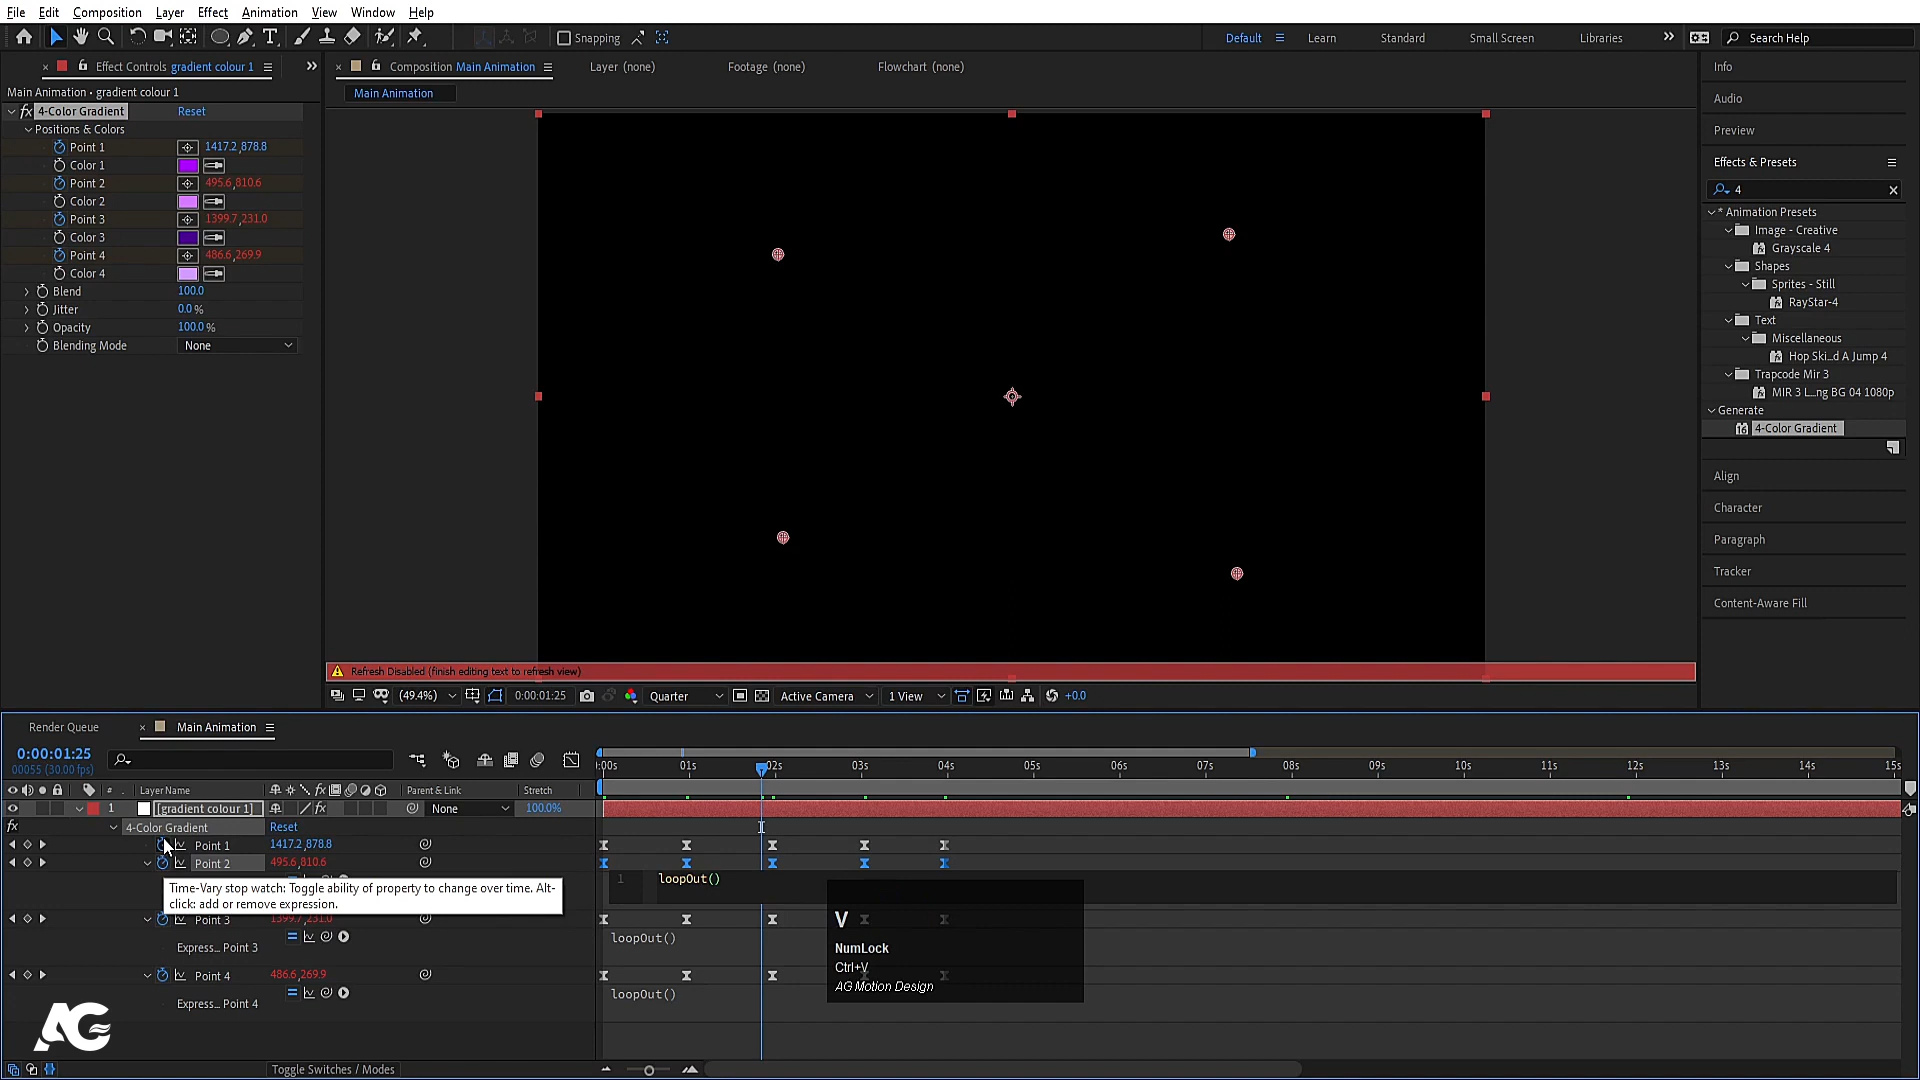 File Edit Composition Layer Effect Animation View Window Help
Snapping
Default Learn Standard Small Screen Libraries Search Help
Effect Controls gradient colour 1
Composition Main Animation Layer (none) Footage (none) Flowchart (none)
Main Animation
Main Animation • gradient colour 1
fx 4-Color Gradient Reset
Positions & Colors
Point 1 1417.2,878.8
Color 1
Point 2 495.6,810.6
Color 2
Point 3 1399.7,231.0
Color 3
Point 4 486.6,269.9
Color 4
Blend 100.0
Jitter 0.0 %
Opacity 100.0 %
Blending Mode None
Info
Audio
Preview
Effects & Presets
4
* Animation Presets
Image - Creative
Grayscale 4
Shapes
Sprites - Still
RayStar-4
Text
Miscellaneous
Hop Ski...d A Jump 4
Trapcode Mir 3
MIR 3 L...ng BG 04 1080p
Generate
4-Color Gradient
Align
Character
Paragraph
Tracker
Content-Aware Fill
Refresh Disabled (finish editing text to refresh view)
(49.4%) 0:00:01:25 Quarter Active Camera 1 View +0.0
Render Queue Main Animation
0:00:01:25
00055 (30.00 fps)
:00s 01s 02s 03s 04s 05s 06s 07s 08s 09s 10s 11s 12s 13s 14s 15s
# Layer Name fx Parent & Link Stretch
1 [gradient colour 1] fx None 100.0%
fx 4-Color Gradient Reset
Point 1 1417.2,878.8
Point 2 495.6,810.6
1 loopOut()
Time-Vary stop watch: Toggle ability of property to change over time. Alt-
click: add or remove expression.
Point 3 1399.7,231.0
Express... Point 3 loopOut()
Point 4 486.6,269.9
Express... Point 4 loopOut()
V
NumLock
Ctrl+V
AG Motion Design
AG
Toggle Switches / Modes